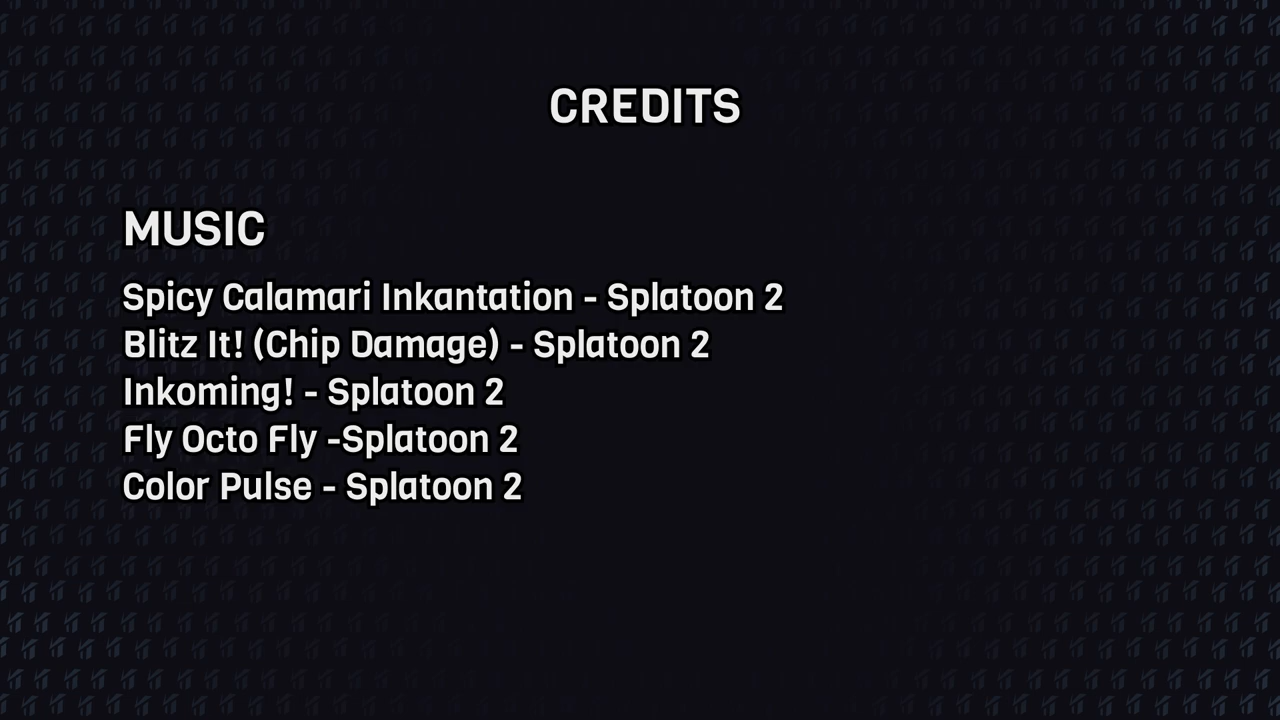 CREDITS
MUSIC
Spicy Calamari Inkantation - Splatoon 2
Blitz It! (Chip Damage) - Splatoon 2
Inkoming! - Splatoon 2
Fly Octo Fly -Splatoon 2
Color Pulse - Splatoon 2